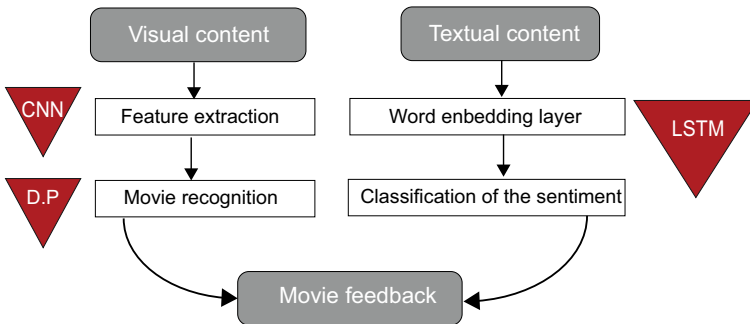 Visual content
Textual content
CNN
Feature extraction
Word enbedding layer
LSTM
D.P
Movie recognition
Classification of the sentiment
Movie feedback